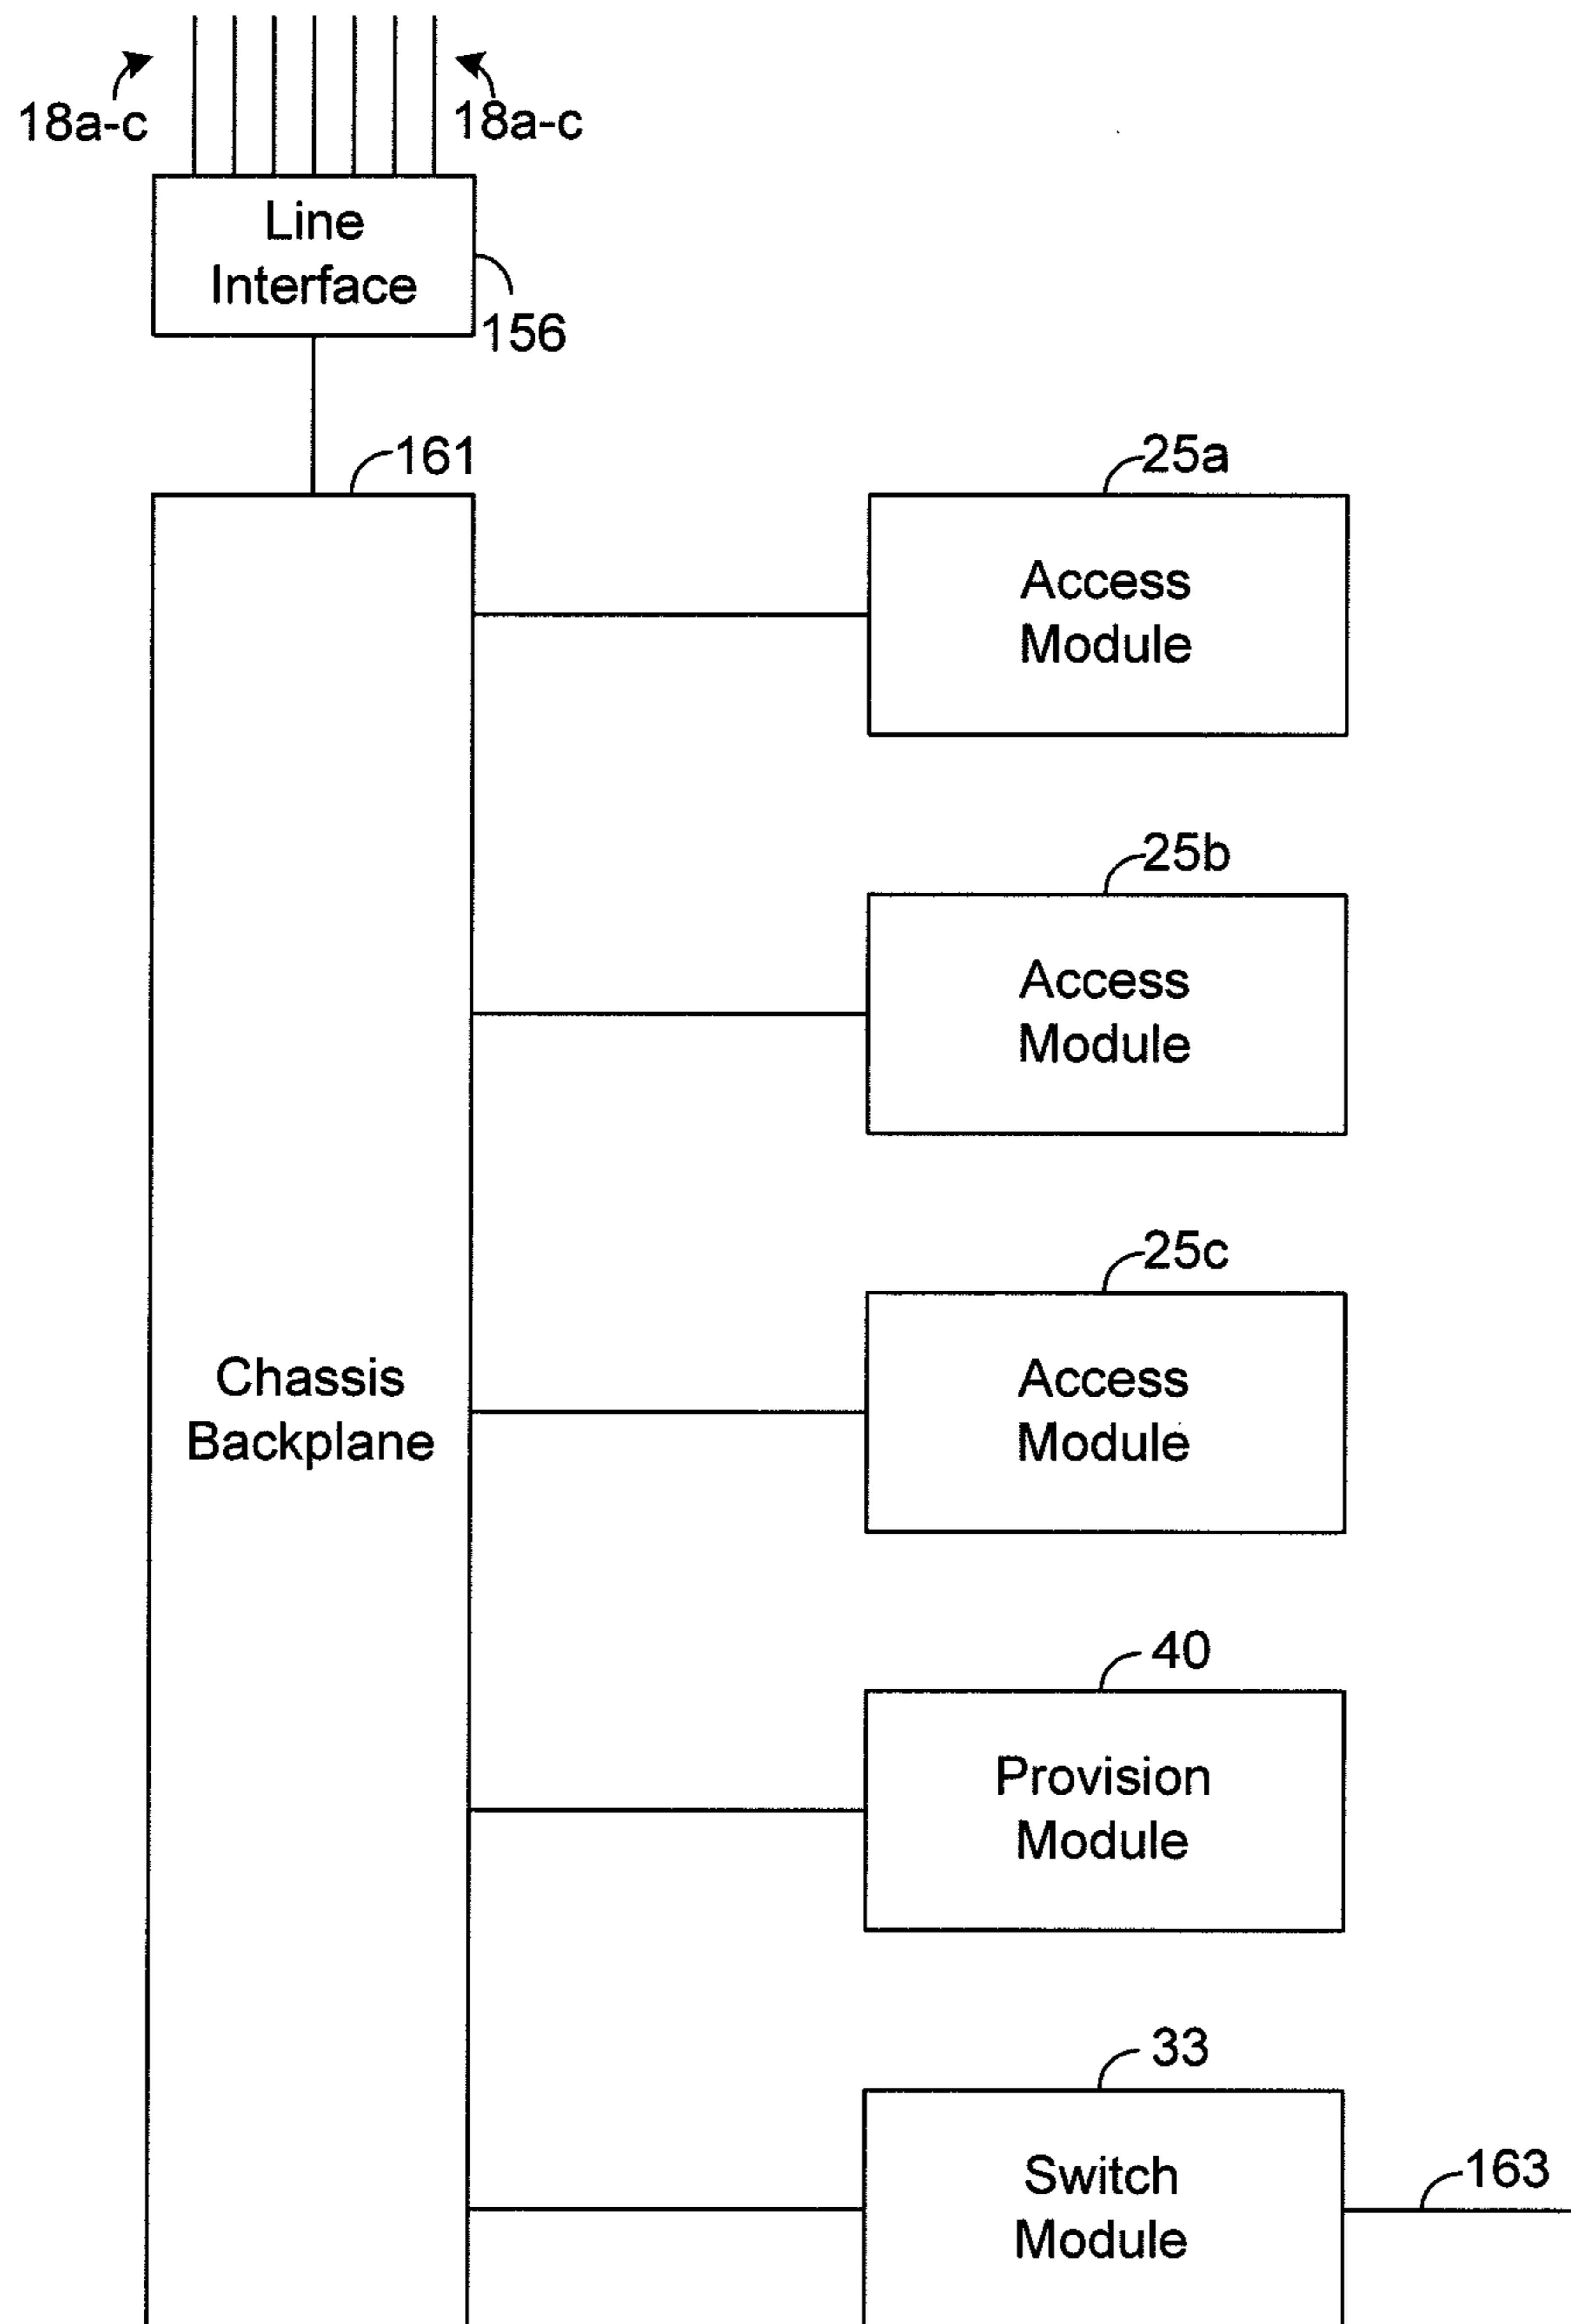 18a-c
18a-c
Line
Interface
156
161
25a
Access
Module
25b
Access
Module
25c
Access
Module
Chassis
Backplane
40
Provision
Module
33
Switch
Module
163